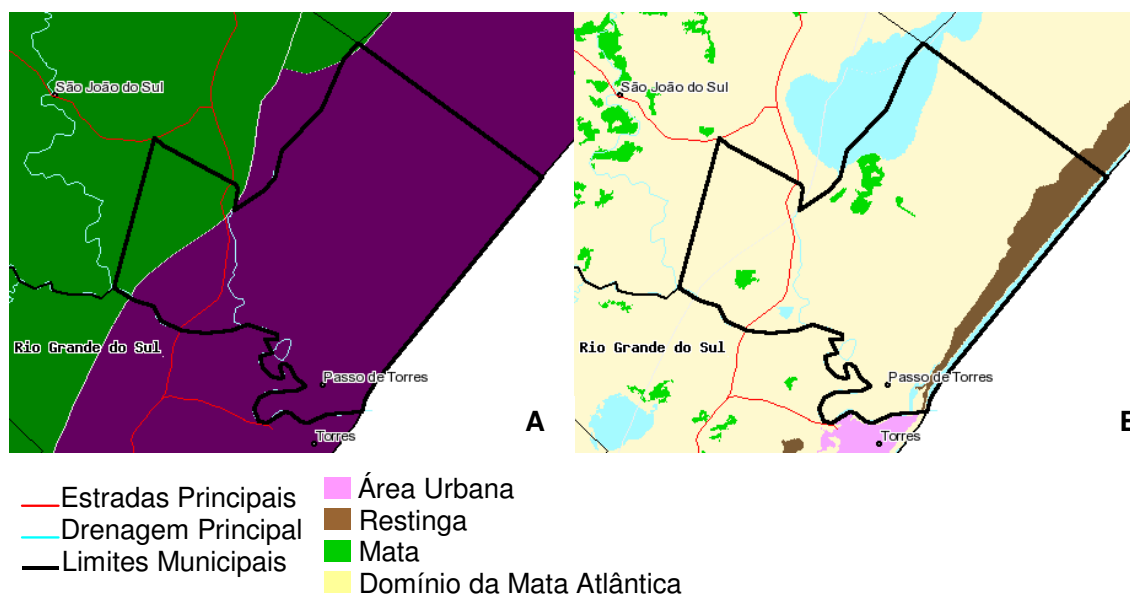 São João do Sul
Rio Grande do Sul
Passo de Torres
Torres
A
São João do Sul
Rio Grande do Sul
Passo de Torres
Torres
Estradas Principais
Drenagem Principal
Limites Municipais
Área Urbana
Restinga
Mata
Domínio da Mata Atlântica